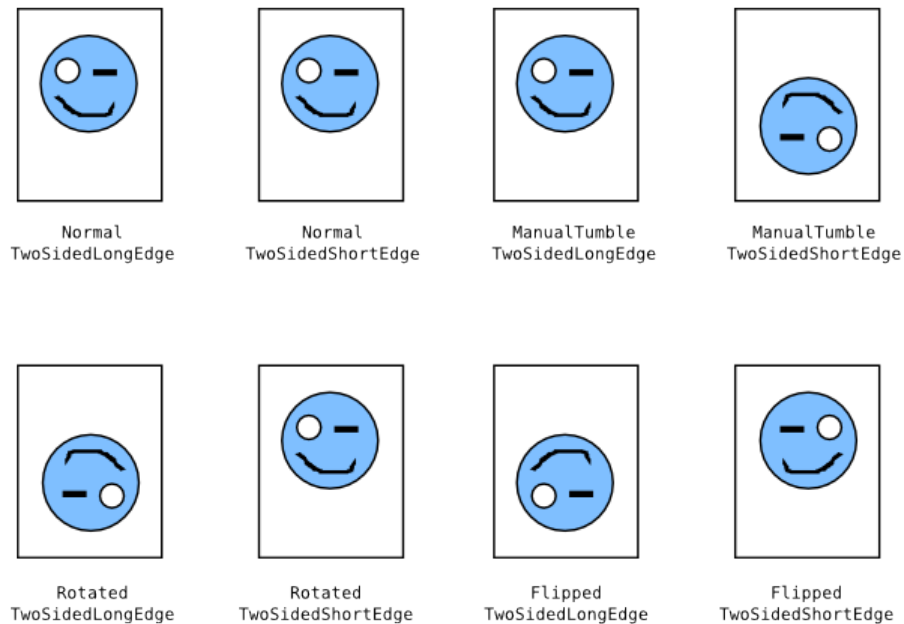 Normal
TwoSidedLongEdge
Normal
TwoSidedShortEdge
ManualTumble
TwoSidedLongEdge
ManualTumble
TwoSidedShortEdge
Rotated
TwoSidedLongEdge
Rotated
TwoSidedShortEdge
Flipped
TwoSidedLongEdge
Flipped
TwoSidedShortEdge